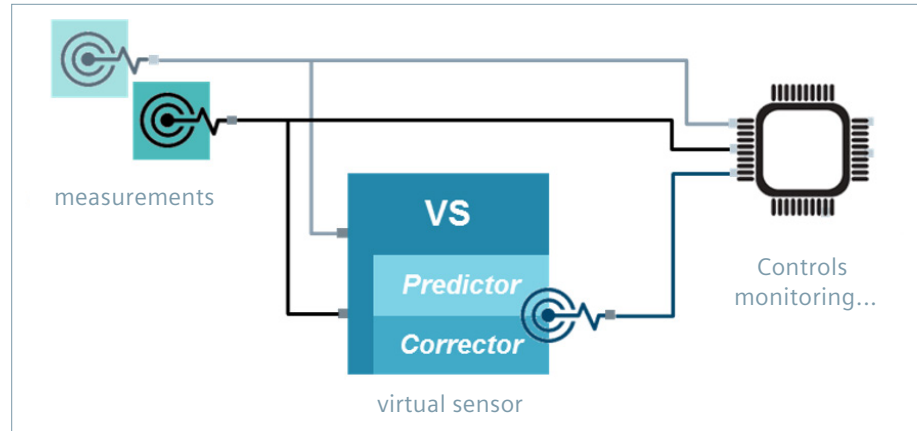 measurements
VS
Predictor
Corrector
virtual sensor
Controls
monitoring...